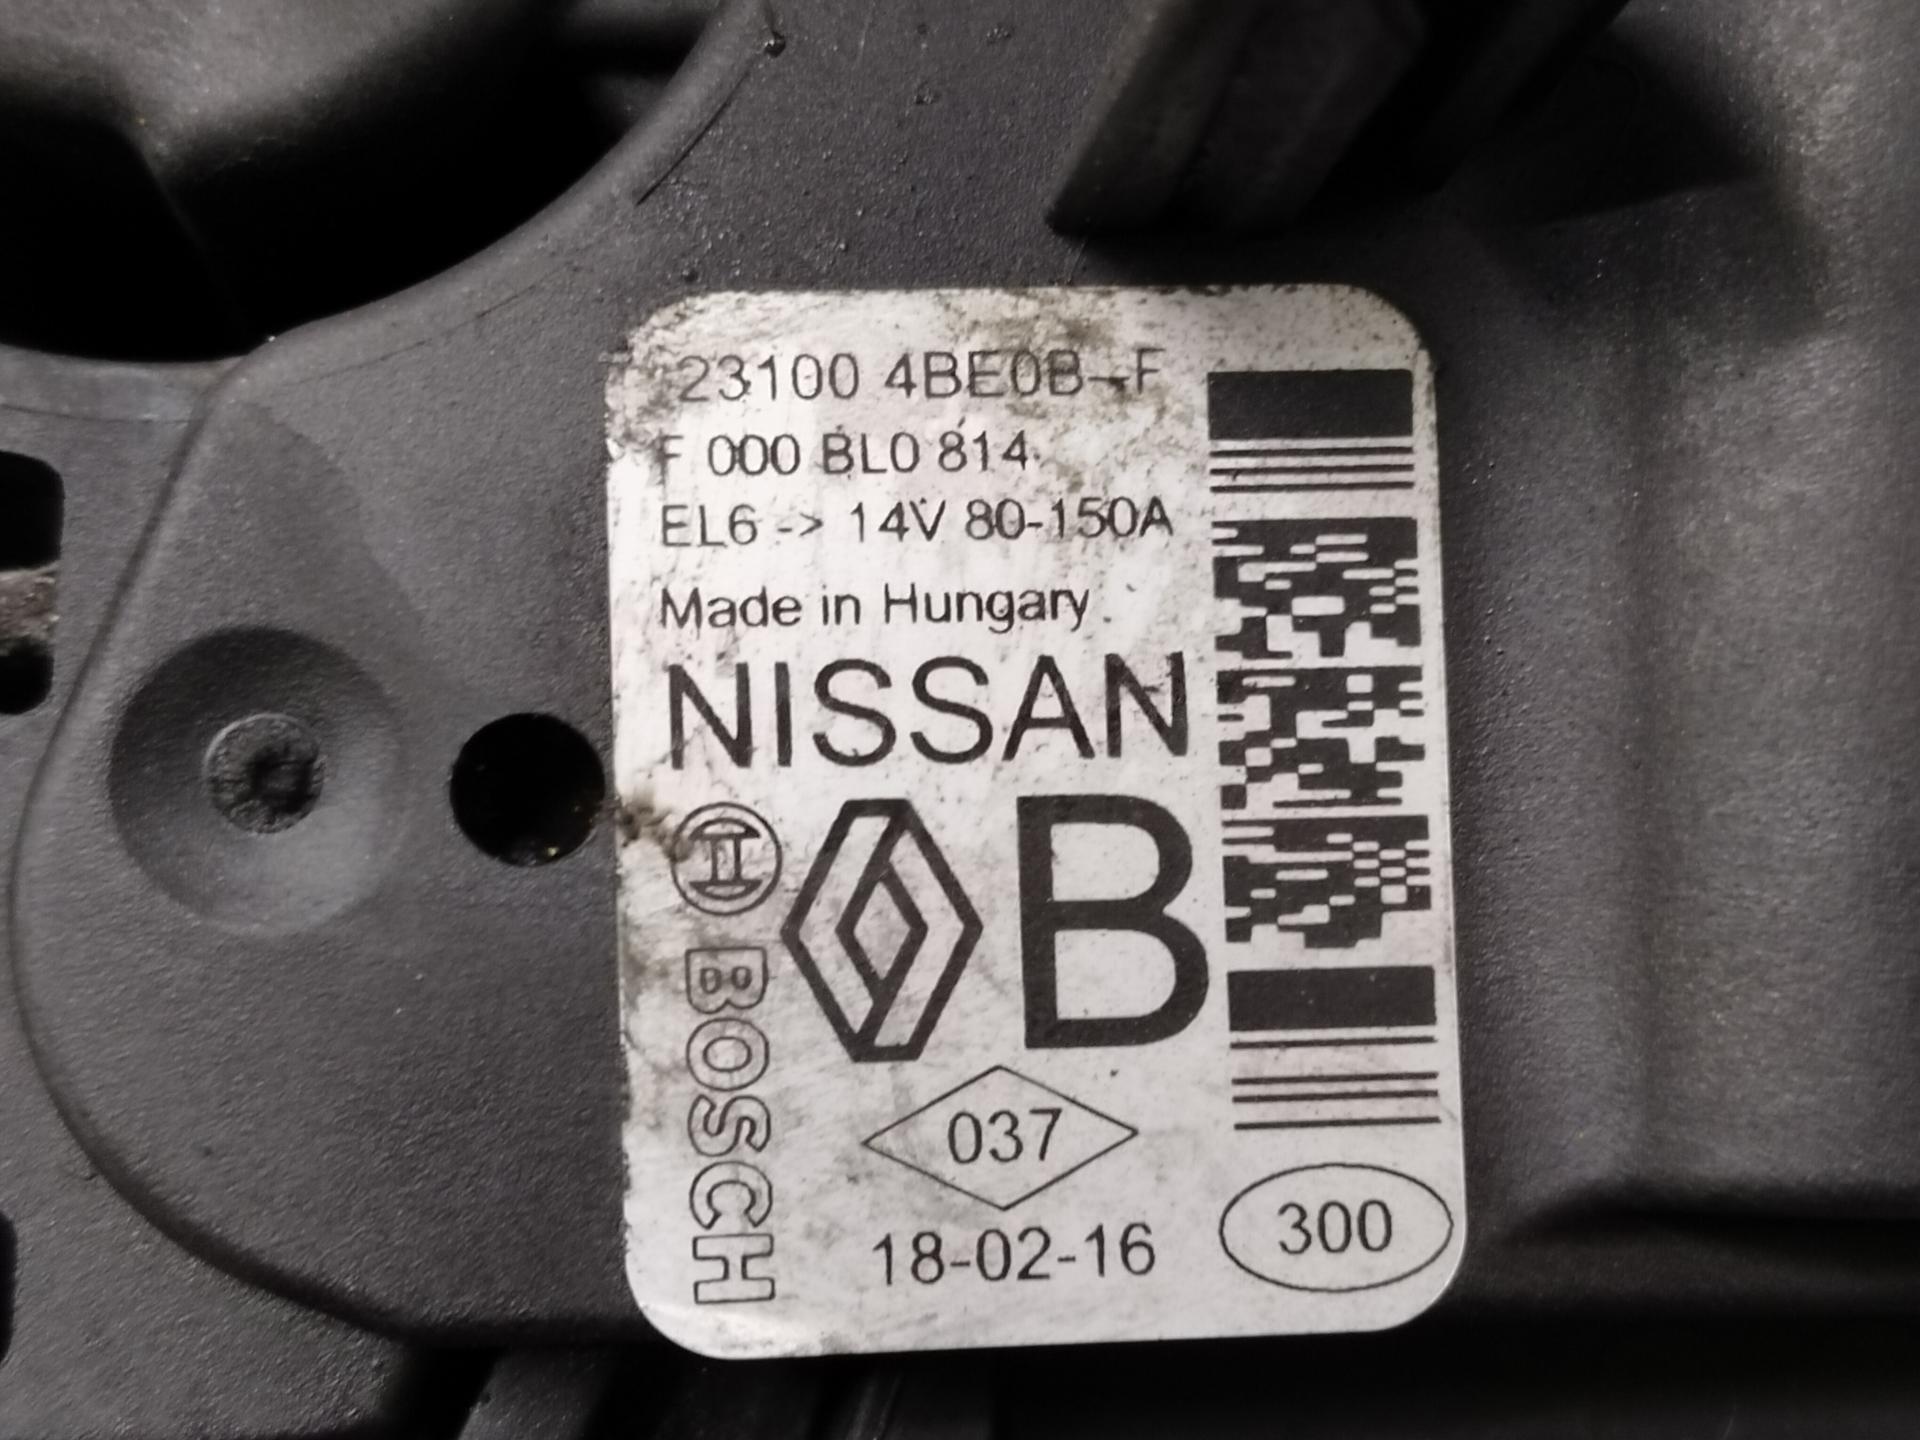 23100 4BE0B-F
F 000 BL0 814
EL6 -> 14V 80-150A
Made in Hungary
NISSAN
BOSCH
B
037
18-02-16
300